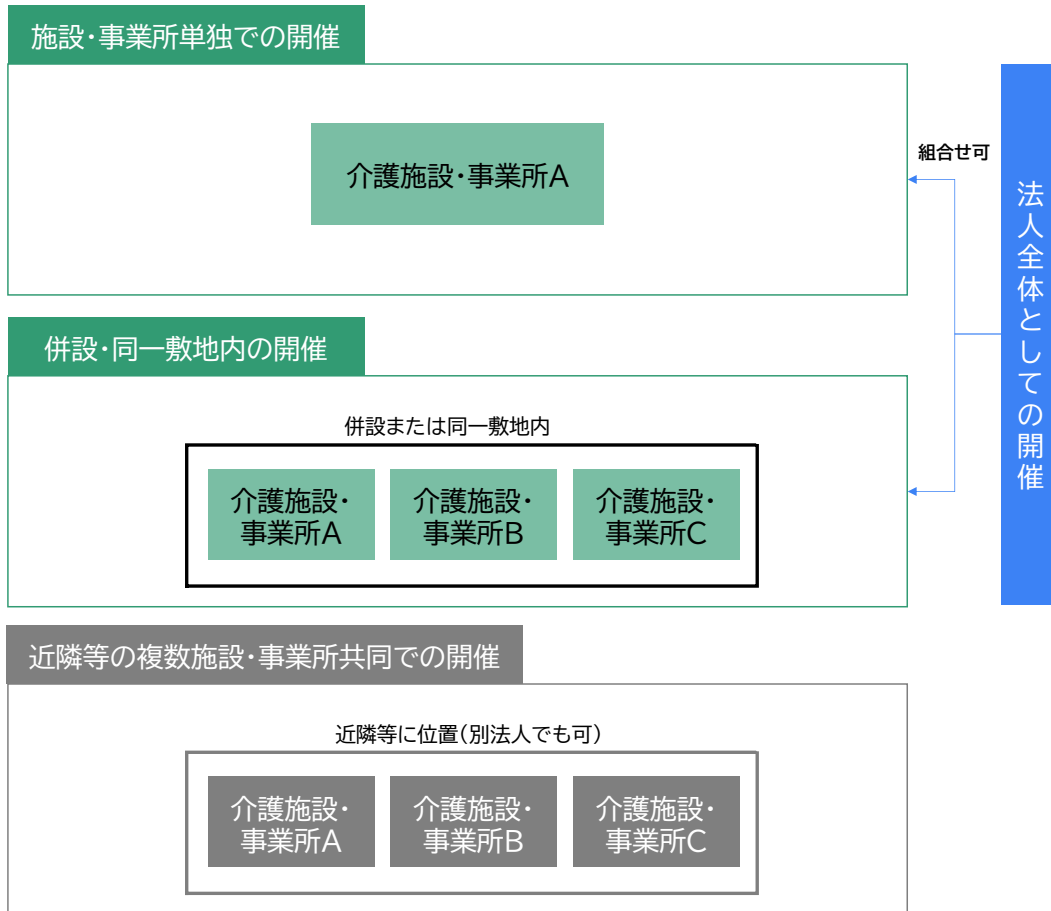 施設・事業所単独での開催
介護施設・事業所A
組合せ可
法人全体としての開催
併設・同一敷地内の開催
併設または同一敷地内
介護施設・
事業所A
介護施設・
事業所B
介護施設・
事業所C
近隣等の複数施設・事業所共同での開催
近隣等に位置(別法人でも可)
介護施設・
事業所A
介護施設・
事業所B
介護施設・
事業所C